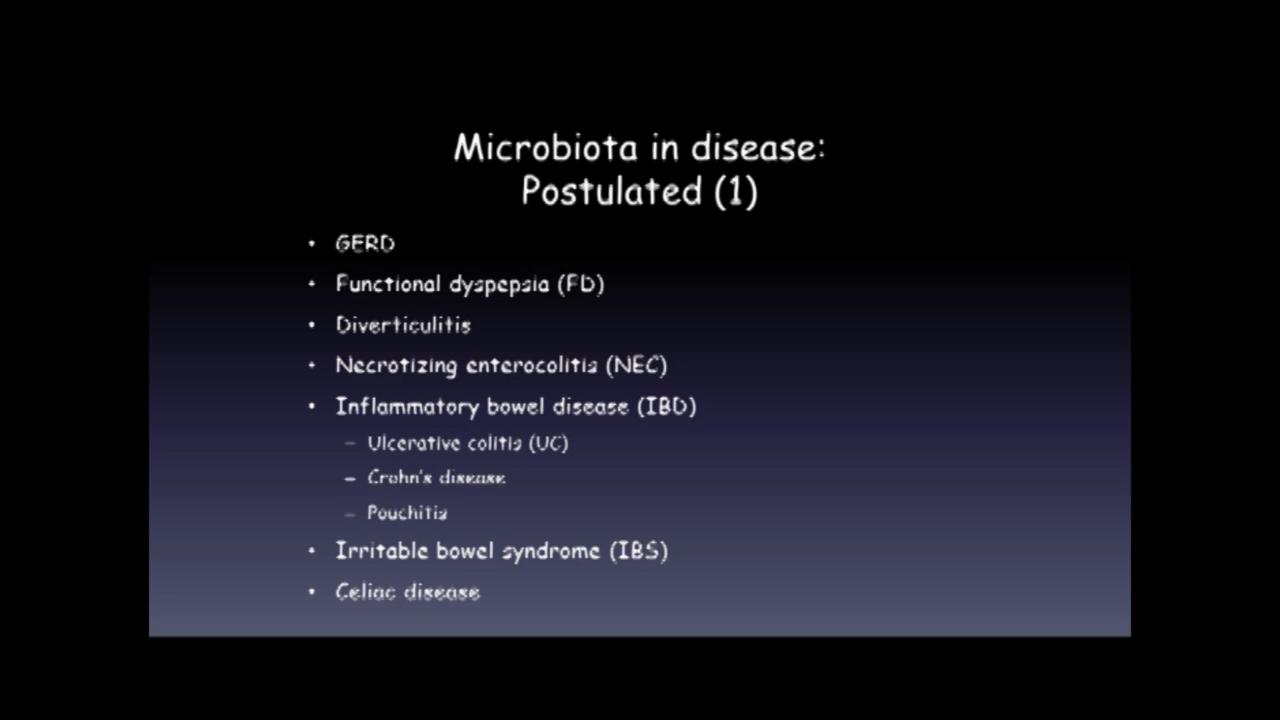 Microbiota in disease:
Postulated (1)
• GERD
• Functional dyspepsia (FD)
• Diverticulitis
• Necrotizing enterocolitis (NEC)
• Inflammatory bowel disease (IBD)
– Ulcerative colitis (UC)
– Crohn's disease
– Pouchitis
• Irritable bowel syndrome (IBS)
• Celiac disease